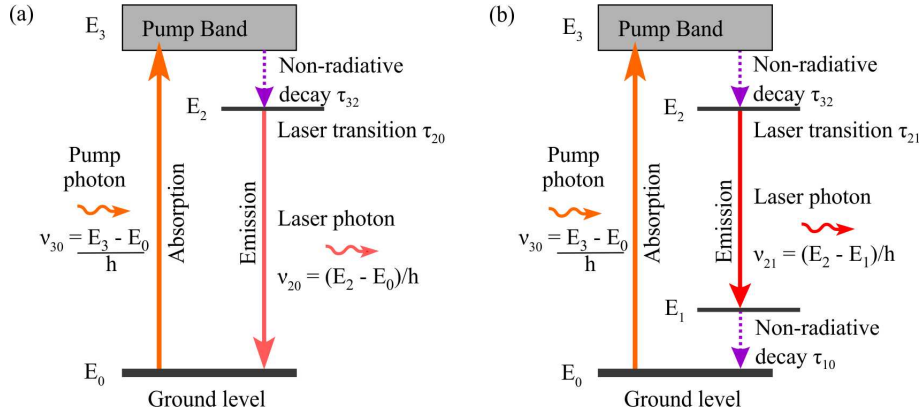 (a)
E₃
Pump Band
Non-radiative
decay τ₃₂
E₂
Laser transition τ₂₀
Pump
photon
ν₃₀ = E₃ - E₀
h
Absorption
Emission
Laser photon
ν₂₀ = (E₂ - E₀)/h
E₀
Ground level
(b)
E₃
Pump Band
Non-radiative
decay τ₃₂
E₂
Laser transition τ₂₁
Pump
photon
ν₃₀ = E₃ - E₀
h
Absorption
Emission
Laser photon
ν₂₁ = (E₂ - E₁)/h
E₁
Non-radiative
decay τ₁₀
E₀
Ground level